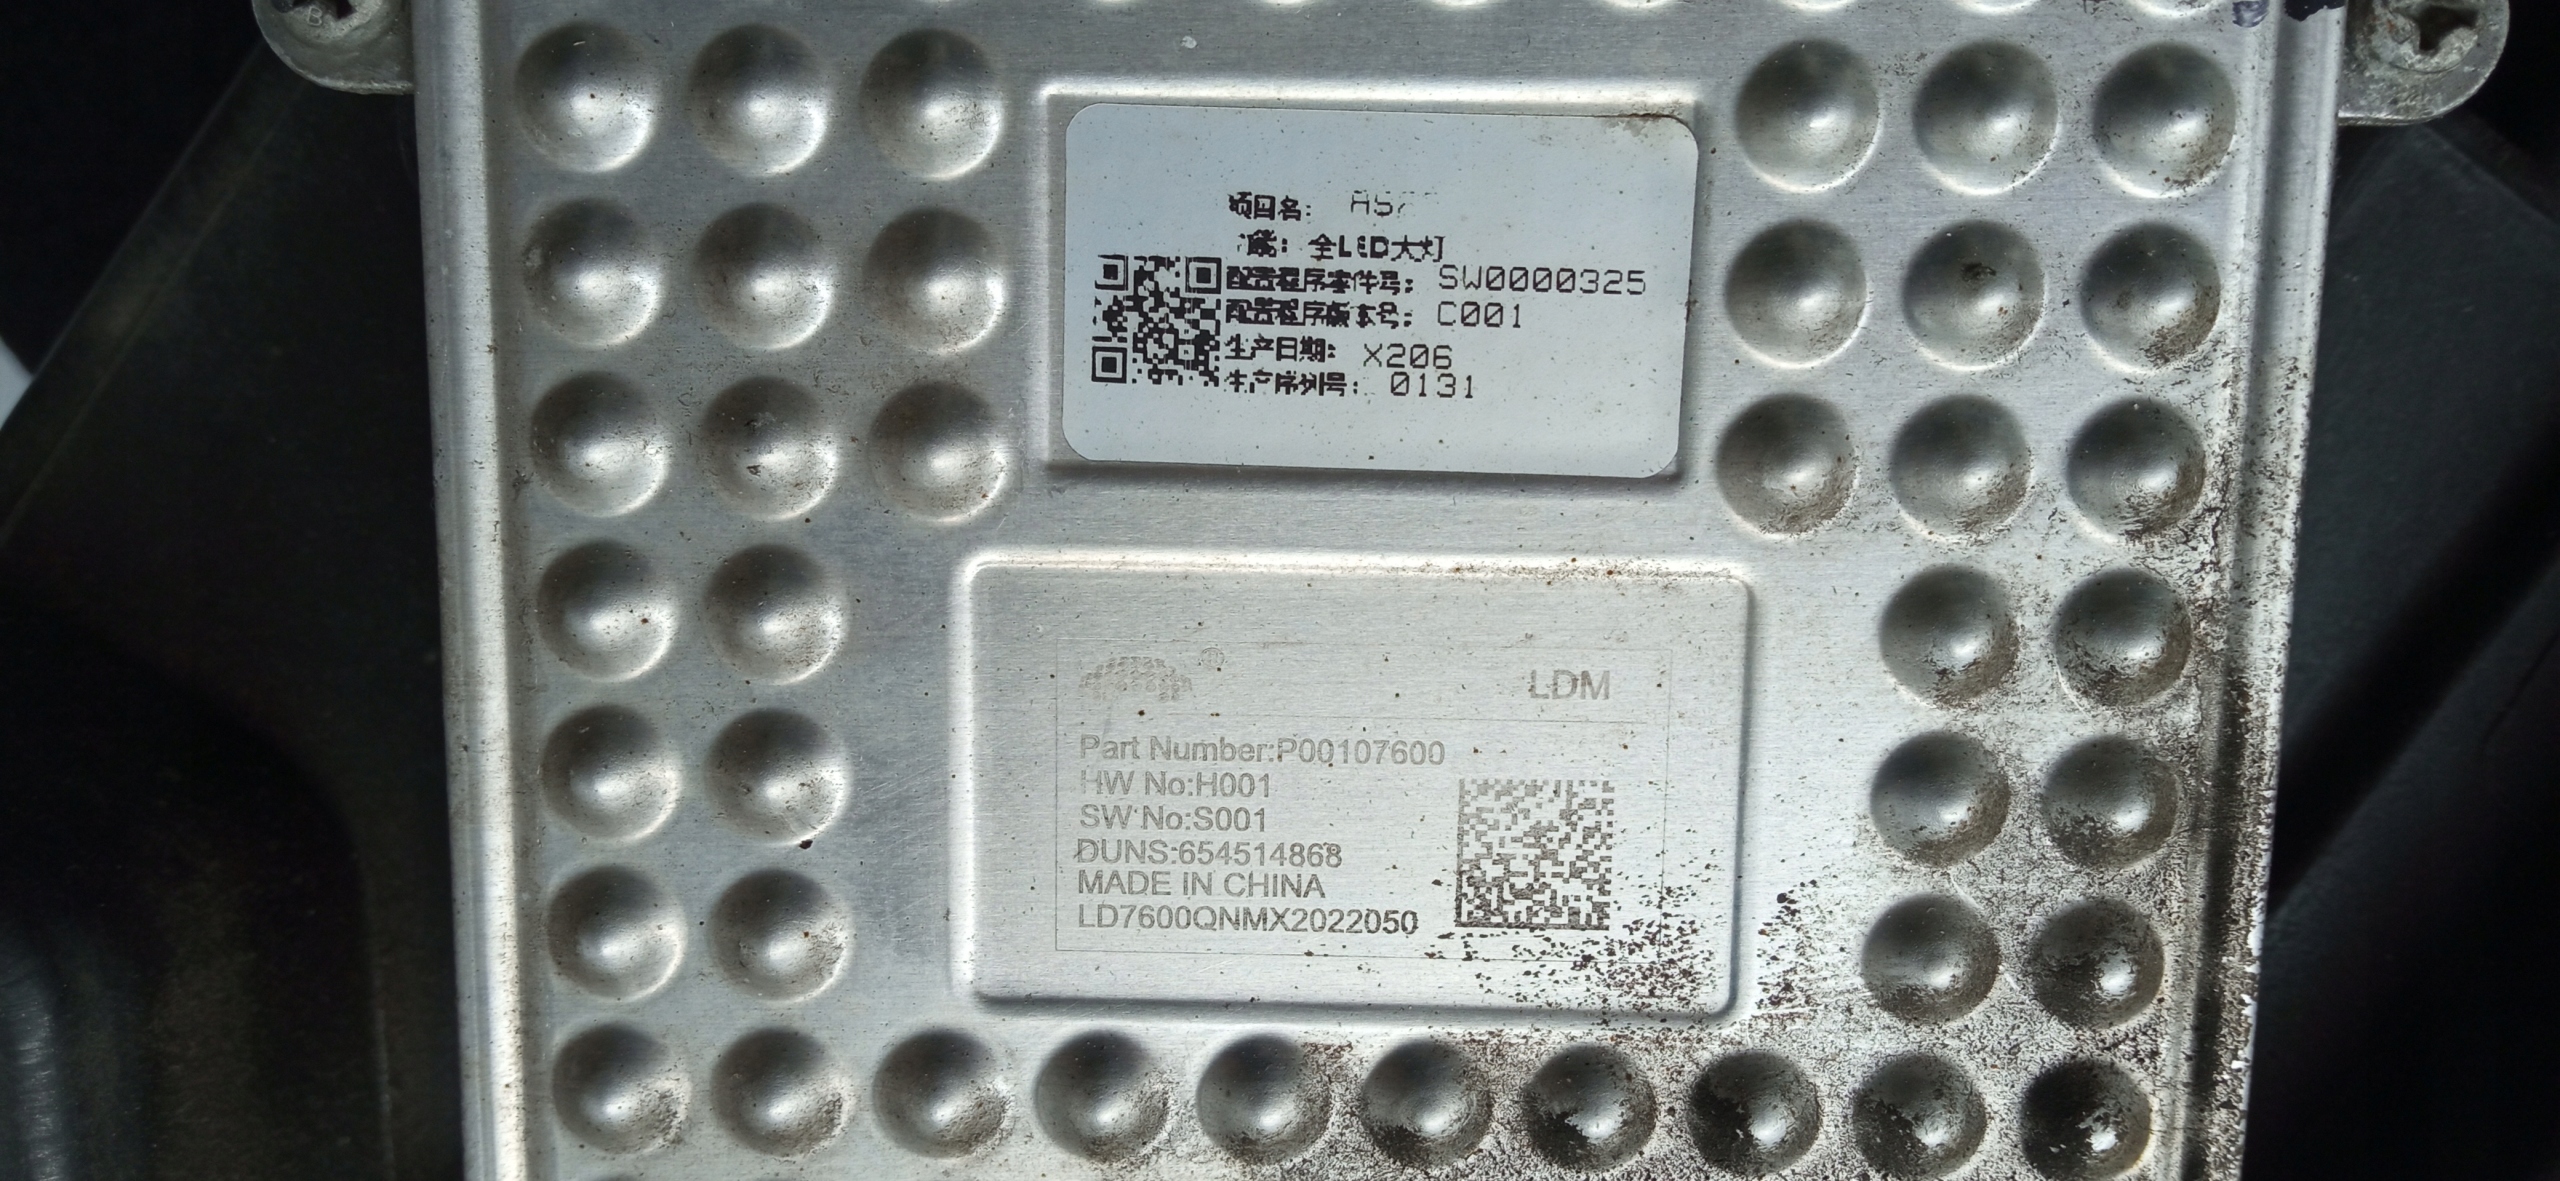 项目名: AS
全LED大灯
配置程序零件号: SW0000325
配置程序版本号: C001
生产日期: X206
生产序列号: 0131
®
LDM
Part Number:P00107600
HW No:H001
SW No:S001
DUNS:654514868
MADE IN CHINA
LD7600QNMX2022050